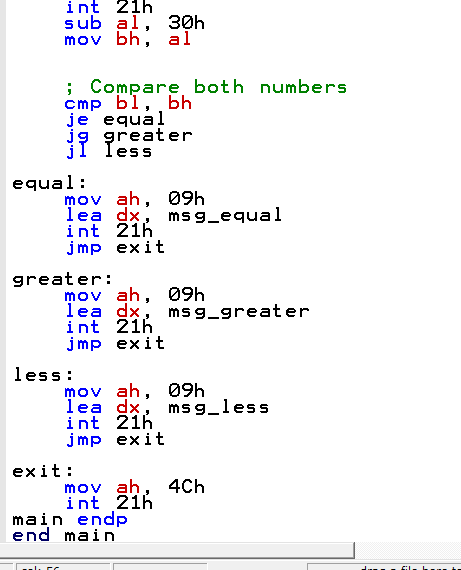 int 21h
sub al, 30h
mov bh, al
; Compare both numbers
cmp bl, bh
je equal
jg greater
jl less
equal:
mov ah, 09h
lea dx, msg_equal
int 21h
jmp exit
greater:
mov ah, 09h
lea dx, msg_greater
int 21h
jmp exit
less:
mov ah, 09h
lea dx, msg_less
int 21h
jmp exit
exit:
mov ah, 4Ch
int 21h
main endp
end main